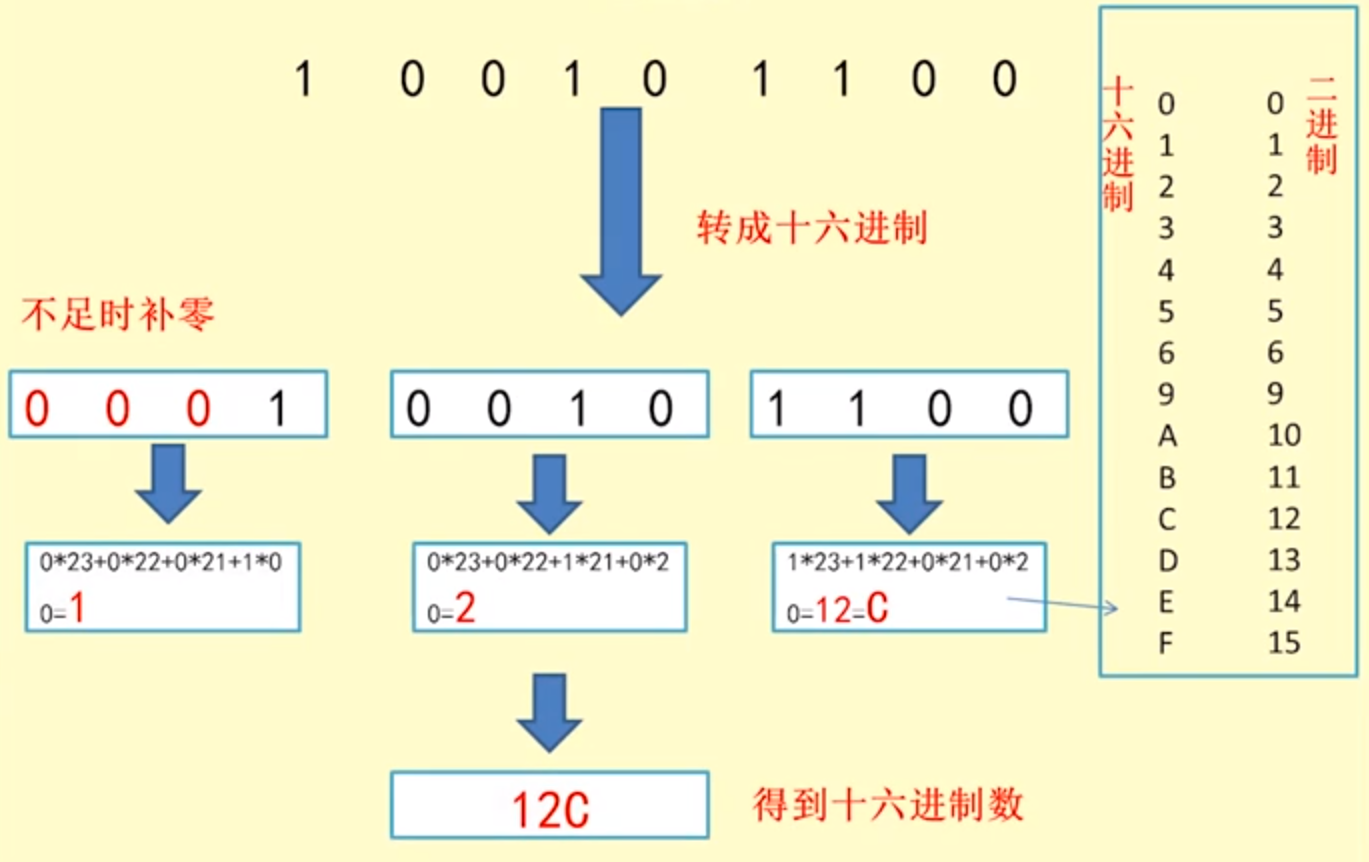 1 0 0 1 0 1 1 0 0
转成十六进制
不足时补零
0 0 0 1
0 0 1 0
1 1 0 0
0*23+0*22+0*21+1*0
0=1
0*23+0*22+1*21+0*2
0=2
1*23+1*22+0*21+0*2
0=12=C
12C
得到十六进制数
十六进制
二进制
0 0
1 1
2 2
3 3
4 4
5 5
6 6
9 9
A 10
B 11
C 12
D 13
E 14
F 15